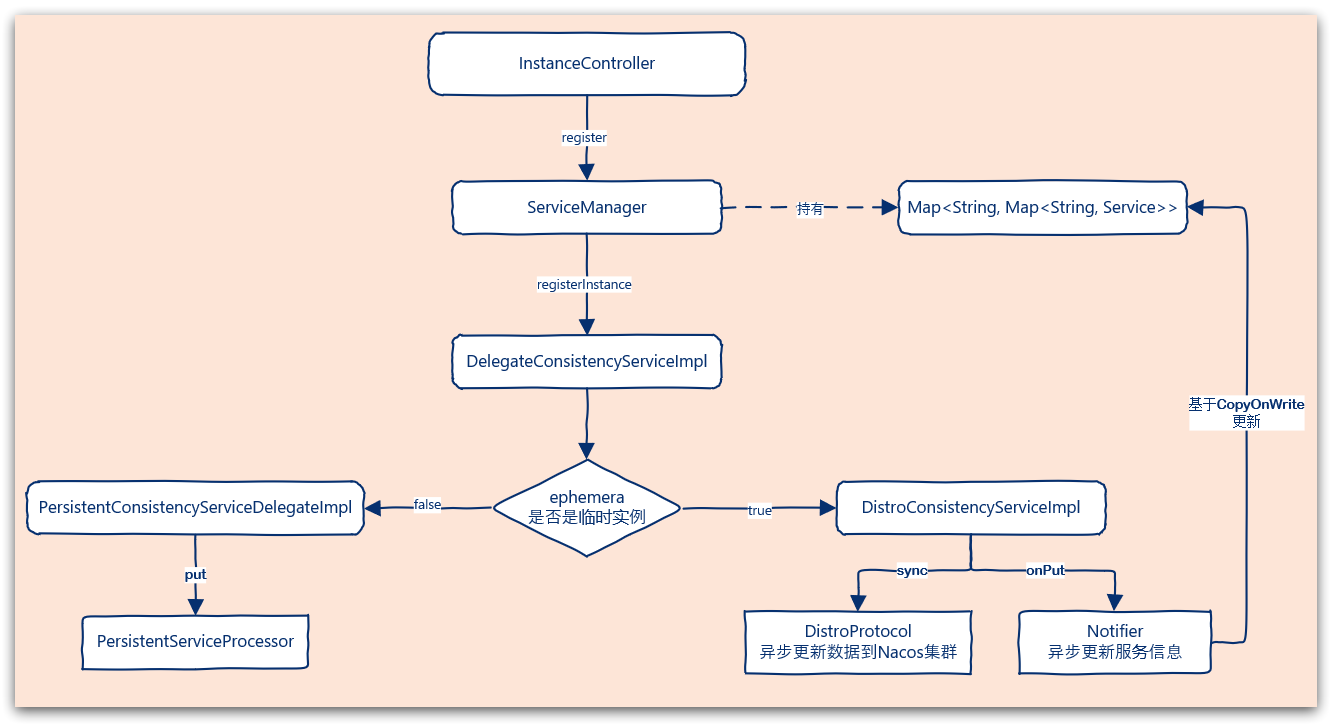 InstanceController
register
ServiceManager
持有
Map<String, Map<String, Service>>
registerInstance
DelegateConsistencyServiceImpl
基于CopyOnWrite
更新
PersistentConsistencyServiceDelegateImpl
false
ephemera
是否是临时实例
true
DistroConsistencyServiceImpl
put
sync
onPut
PersistentServiceProcessor
DistroProtocol
异步更新数据到Nacos集群
Notifier
异步更新服务信息